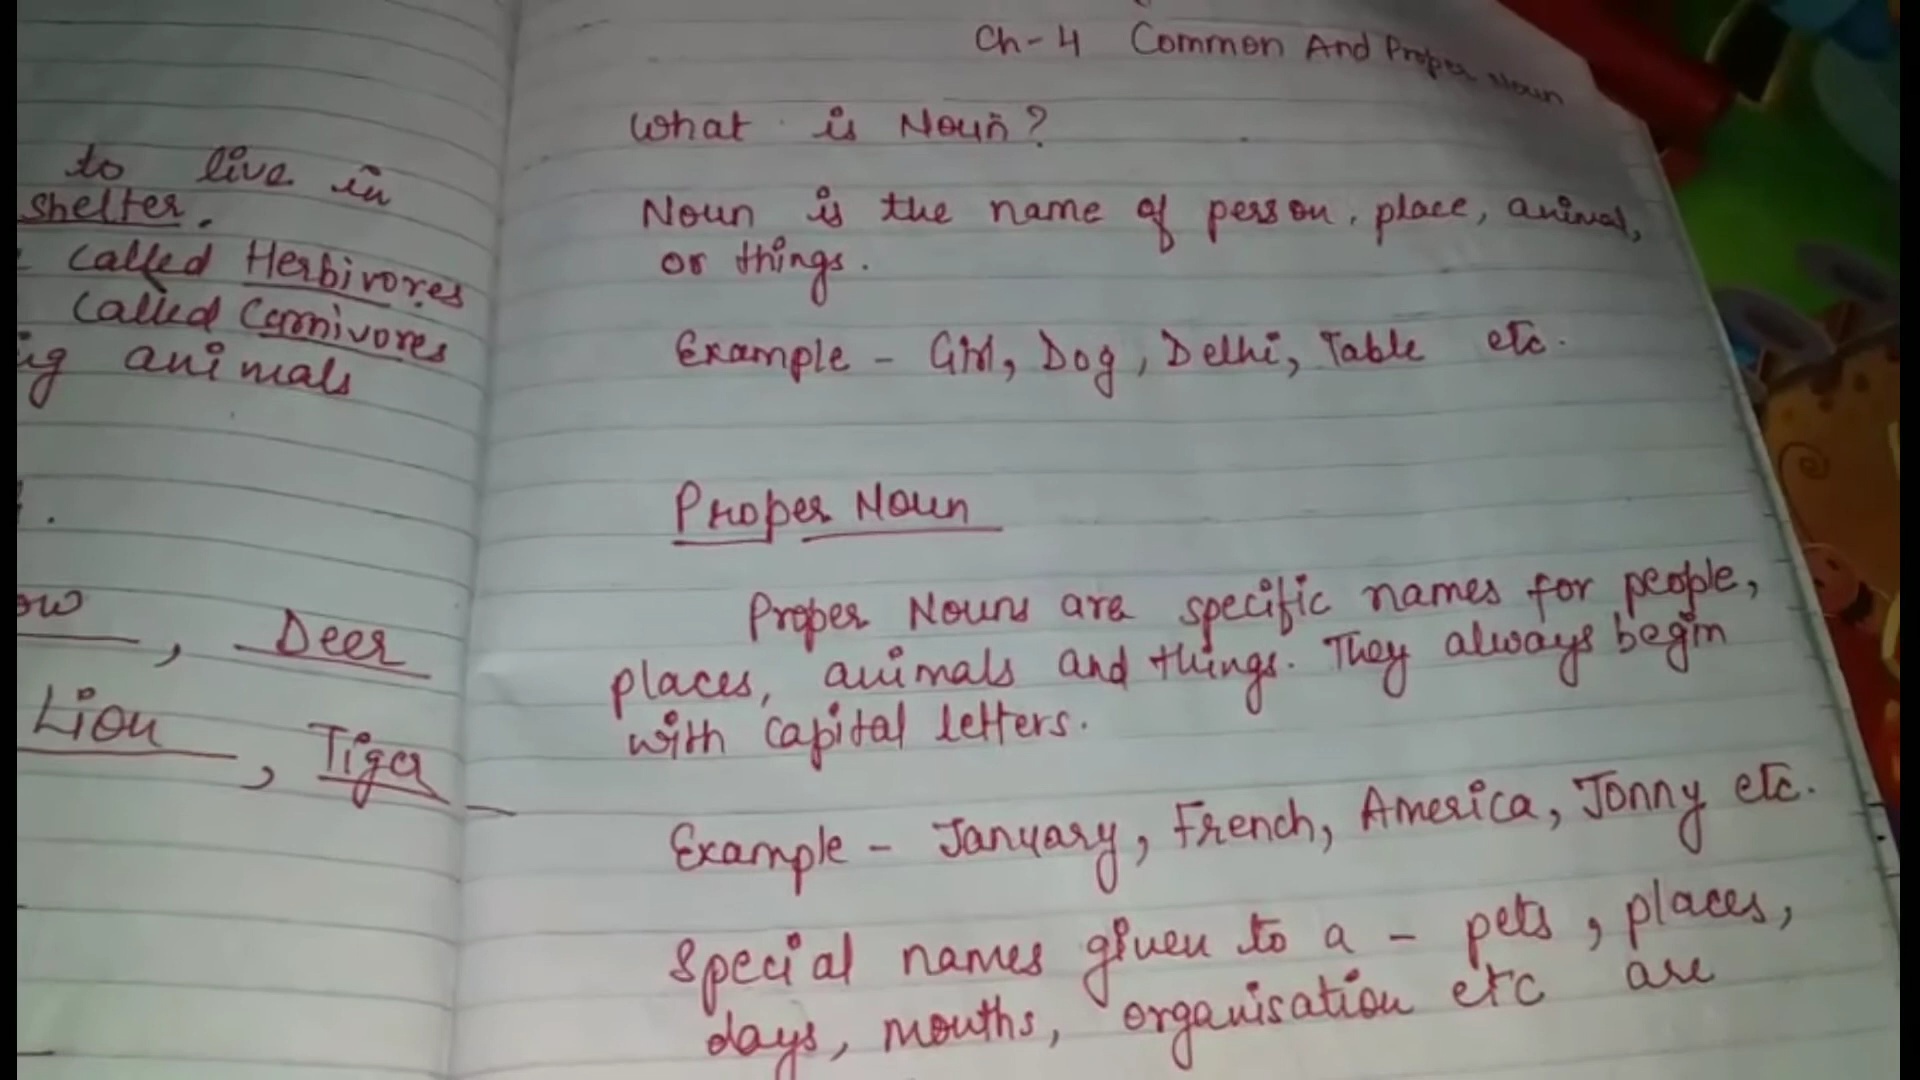 to live in
shelter.
called Herbivores
called Carnivores
animals
Deer
Lion, Tiger
Ch-4 Common And Proper Noun
What is Noun?
Noun is the name of person, place, animal,
or things.
Example - Girl, Dog, Delhi, Table etc.
Proper Noun
Proper Nouns are specific names for people,
places, animals and things. They always begin
with capital letters.
Example - January, French, America, Jonny etc.
Special names given to a - pets, places,
days, months, organisation etc are